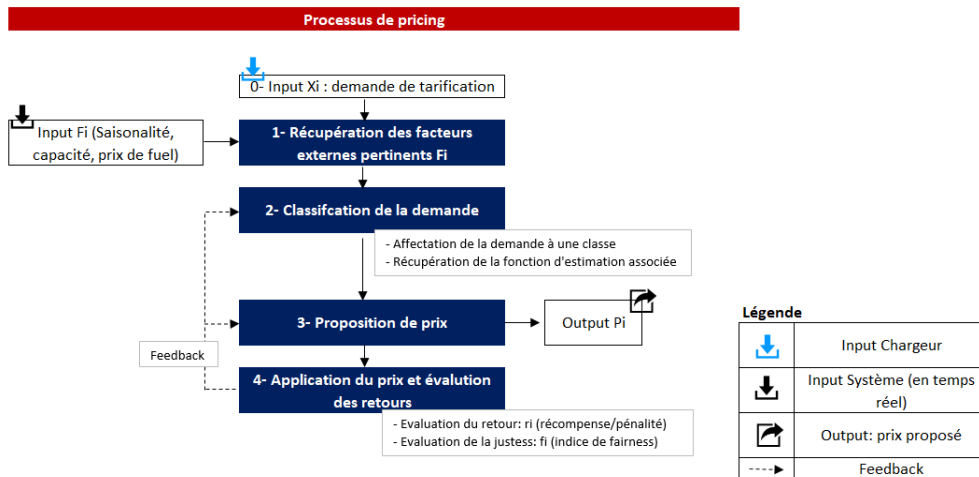 Processus de pricing
0- Input Xi : demande de tarification
Input Fi (Saisonalité,
capacité, prix de fuel)
1- Récupération des facteurs
externes pertinents Fi
2- Classifcation de la demande
- Affectation de la demande à une classe
- Récupération de la fonction d'estimation associée
3- Proposition de prix
Output Pi
Feedback
4- Application du prix et évalution
des retours
- Evaluation du retour: ri (récompense/pénalité)
- Evaluation de la justess: fi (indice de fairness)
Légende
Input Chargeur
Input Système (en temps
réel)
Output: prix proposé
Feedback